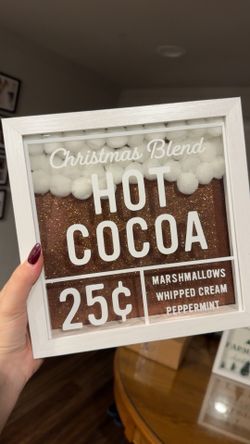 Christmas Blend
HOT
COCOA
25¢
MARSHMALLOWS
WHIPPED CREAM
PEPPERMINT